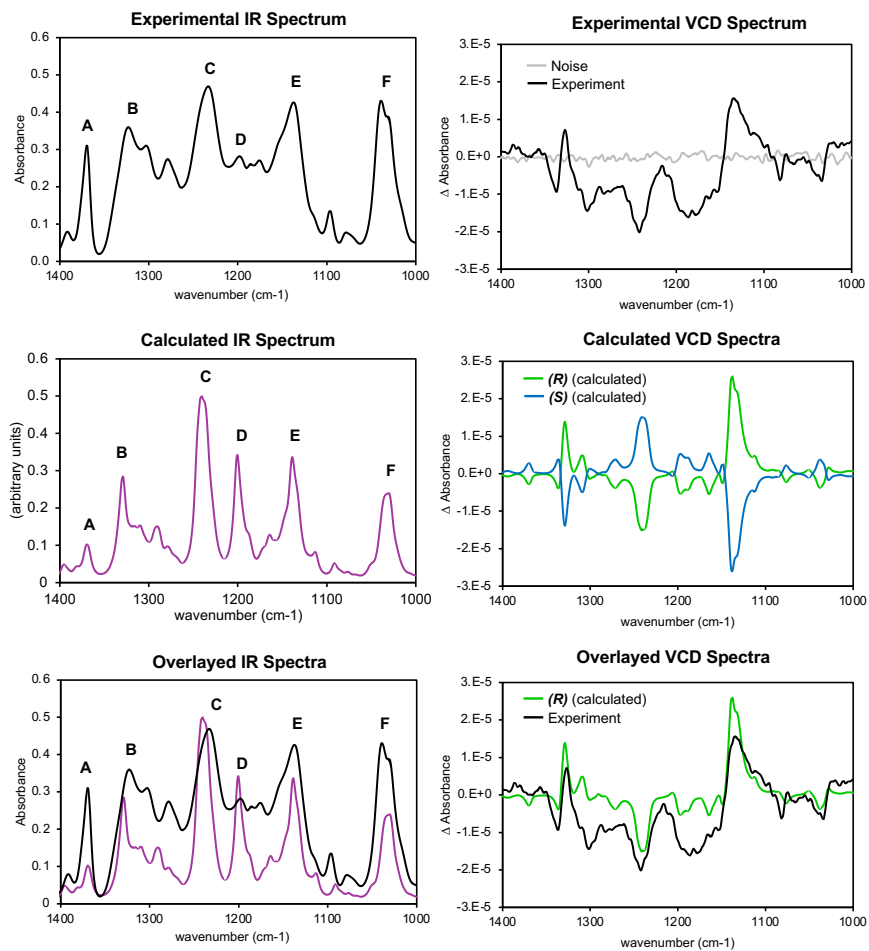 Experimental IR Spectrum
0.6
0.5
0.4
0.3
0.2
0.1
0.0
Absorbance
A
B
C
D
E
F
1400
1300
1200
1100
1000
wavenumber (cm-1)
Experimental VCD Spectrum
3.E-5
2.E-5
1.E-5
0.E+0
-1.E-5
-2.E-5
-3.E-5
Δ Absorbance
Noise
Experiment
1400
1300
1200
1100
1000
wavenumber (cm-1)
Calculated IR Spectrum
0.6
0.5
0.4
0.3
0.2
0.1
0
(arbitrary units)
A
B
C
D
E
F
1400
1300
1200
1100
1000
wavenumber (cm-1)
Calculated VCD Spectra
3.E-5
2.E-5
1.E-5
0.E+0
-1.E-5
-2.E-5
-3.E-5
Δ Absorbance
(R) (calculated)
(S) (calculated)
1400
1300
1200
1100
1000
wavenumber (cm-1)
Overlayed IR Spectra
0.6
0.5
0.4
0.3
0.2
0.1
0
Absorbance
A
B
C
D
E
F
1400
1300
1200
1100
1000
wavenumber (cm-1)
Overlayed VCD Spectra
3.E-5
2.E-5
1.E-5
0.E+0
-1.E-5
-2.E-5
-3.E-5
Δ Absorbance
(R) (calculated)
Experiment
1400
1300
1200
1100
1000
wavenumber (cm-1)